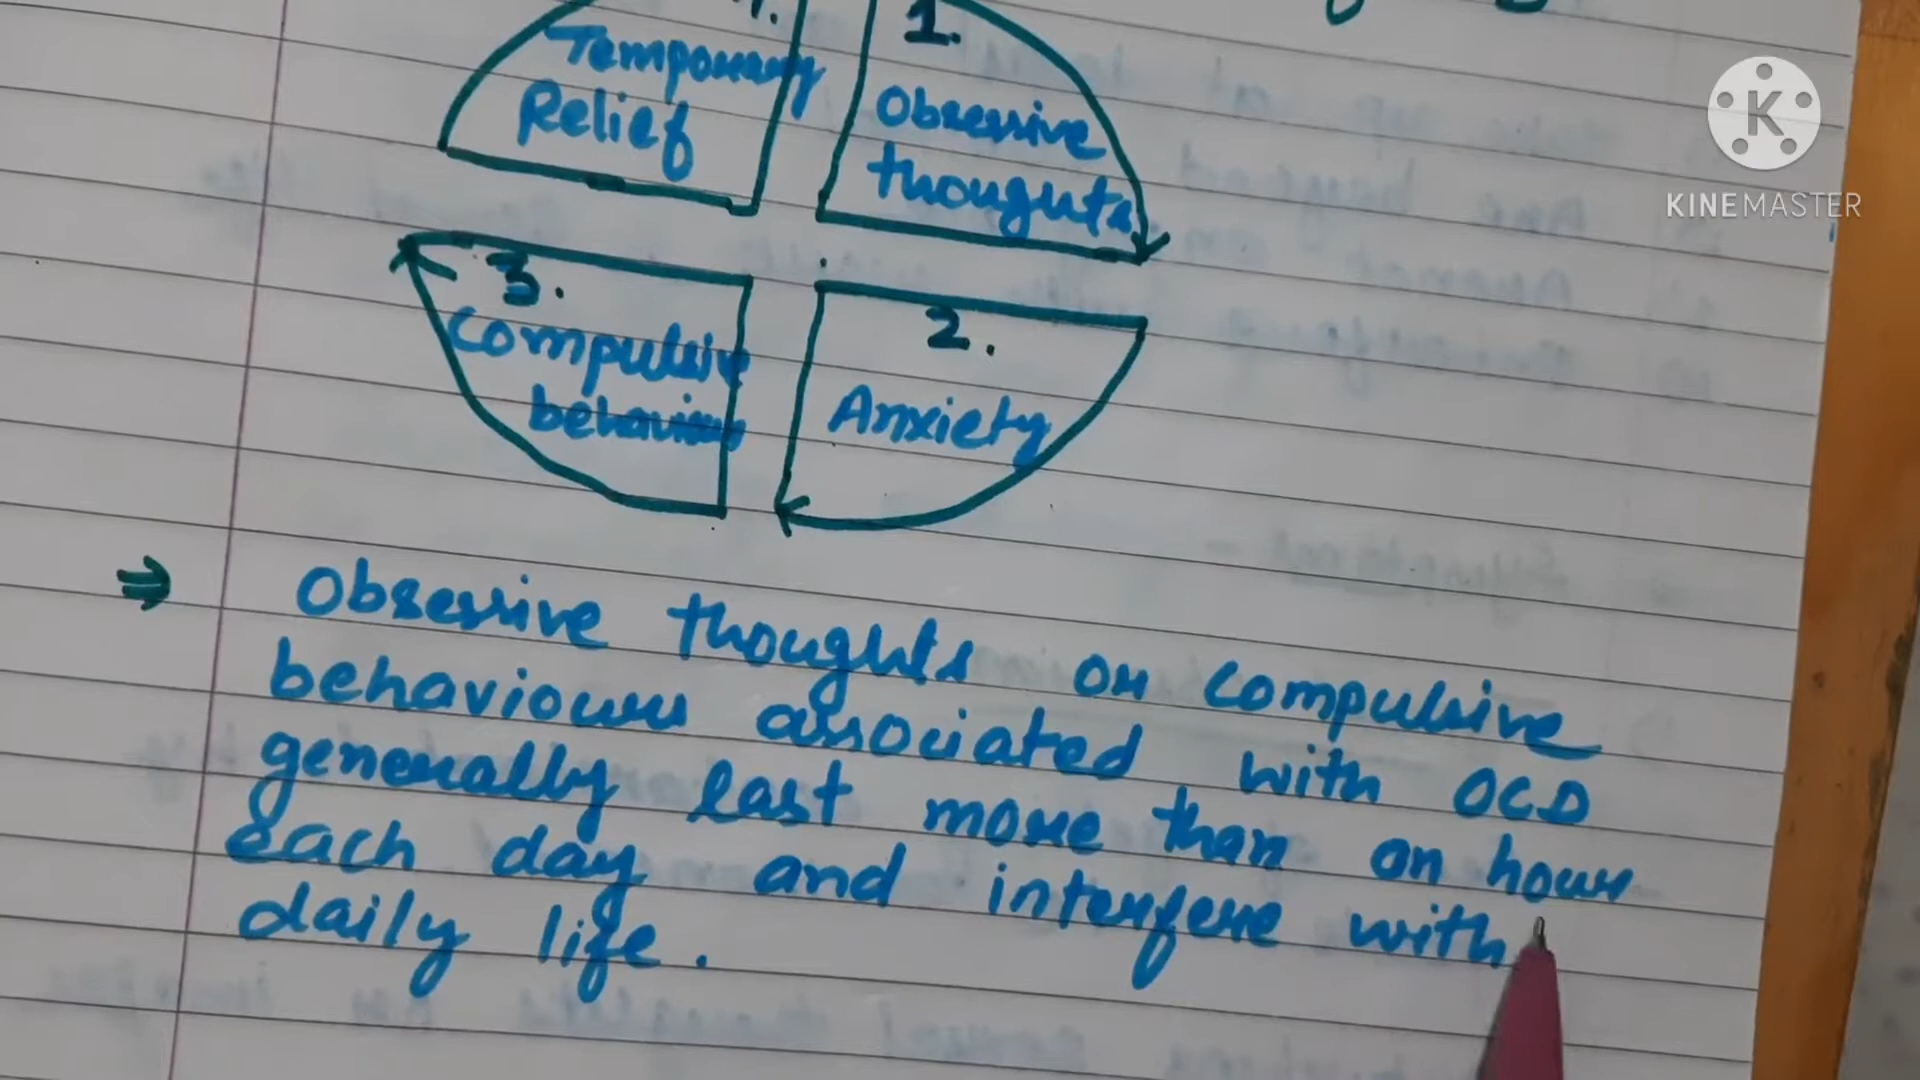 1.
Temporary
Relief
Obsessive
thoughts
3.
Compulsive
behaviour
2.
Anxiety
⇒ Obsessive thoughts or compulsive
behaviours associated with OCD
generally last more than an hour
each day and interfere with
daily life.
K
KINEMASTER